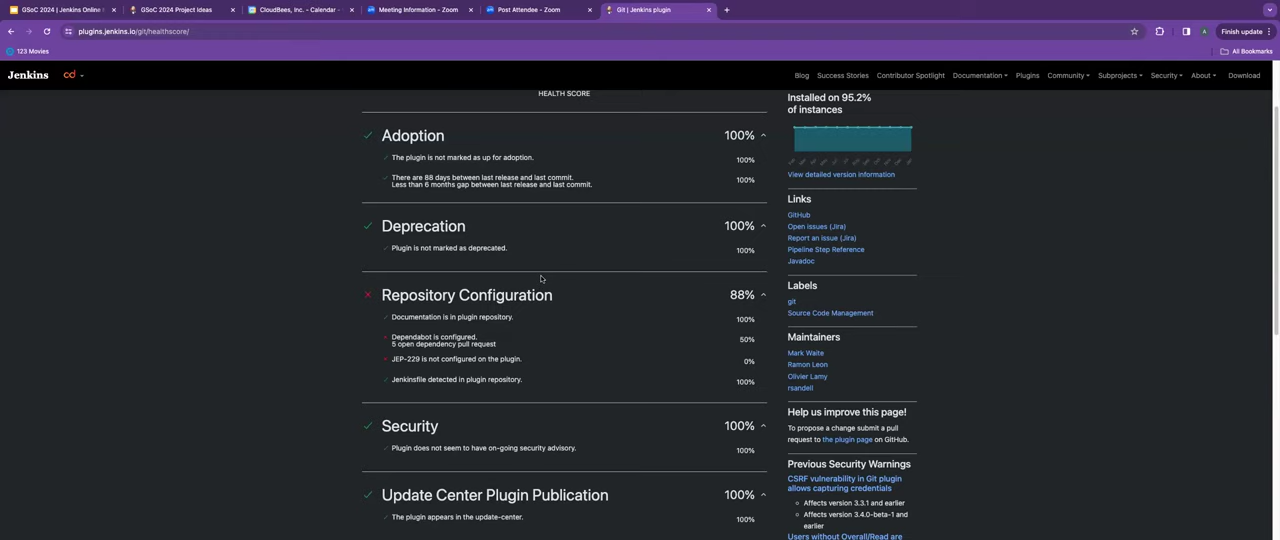 GSoC 2024 | Jenkins Online
GSoC 2024 Project Ideas
CloudBees, Inc. - Calendar -
Meeting Information - Zoom
Post Attendee - Zoom
Git | Jenkins plugin
plugins.jenkins.io/git/healthscore/
A
Finish update
123 Movies
All Bookmarks
Jenkins
cd
Blog
Success Stories
Contributor Spotlight
Documentation
Plugins
Community
Subprojects
Security
About
Download
HEALTH SCORE
Adoption
100%
The plugin is not marked as up for adoption.
100%
There are 88 days between last release and last commit.
Less than 6 months gap between last release and last commit.
100%
Deprecation
100%
Plugin is not marked as deprecated.
100%
Repository Configuration
88%
Documentation is in plugin repository.
100%
Dependabot is configured.
5 open dependency pull request
50%
JEP-229 is not configured on the plugin.
0%
Jenkinsfile detected in plugin repository.
100%
Security
100%
Plugin does not seem to have on-going security advisory.
100%
Update Center Plugin Publication
100%
The plugin appears in the update-center.
100%
Installed on 95.2%
of instances
View detailed version information
Links
GitHub
Open issues (Jira)
Report an issue (Jira)
Pipeline Step Reference
Javadoc
Labels
git
Source Code Management
Maintainers
Mark Waite
Ramon Leon
Olivier Lamy
rsandell
Help us improve this page!
To propose a change submit a pull
request to the plugin page on GitHub.
Previous Security Warnings
CSRF vulnerability in Git plugin
allows capturing credentials
Affects version 3.3.1 and earlier
Affects version 3.4.0-beta-1 and
earlier
Users without Overall/Read are